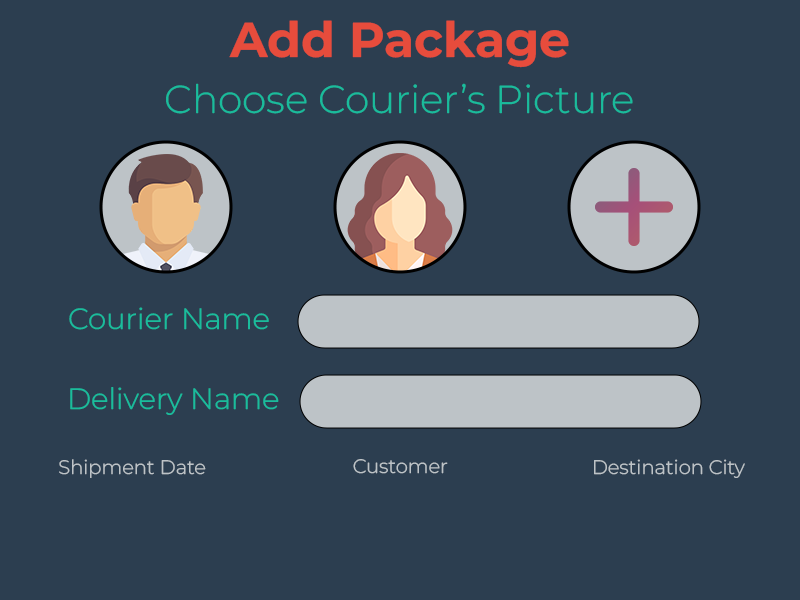 Add Package
Choose Courier’s Picture
Courier Name
Delivery Name
Shipment Date
Customer
Destination City